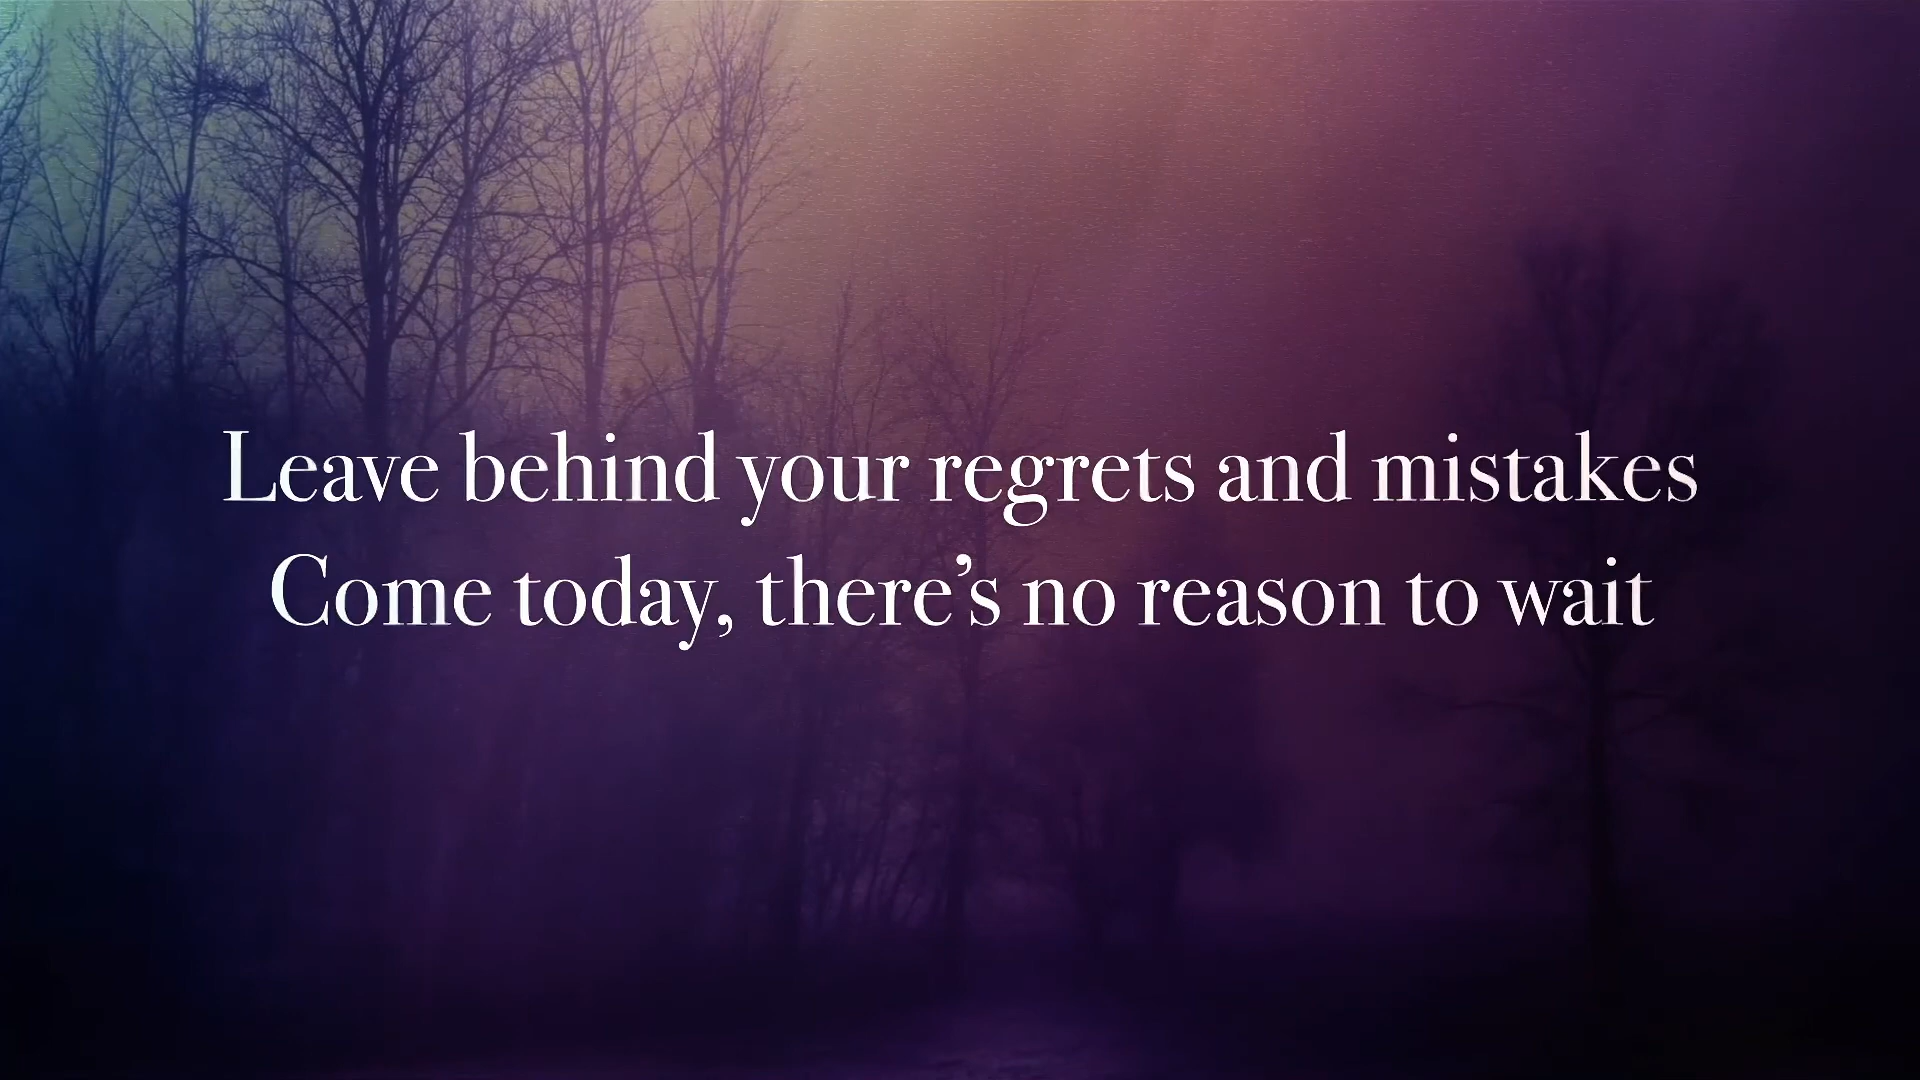 Leave behind your regrets and mistakes
Come today, there’s no reason to wait